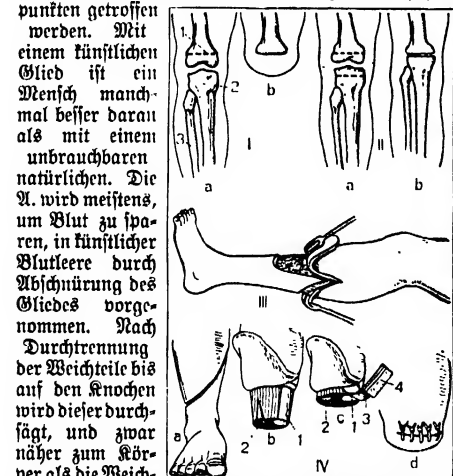 punkten getroffen
werden. Mit
einem künstlichen
Glied ist ein
Mensch manch-
mal besser daran
als mit einem
unbrauchbaren
natürlichen. Die
A. wird meistens,
um Blut zu spa-
ren, in künstlicher
Blutleere durch
Abschnürung des
Gliedes vorge-
nommen. Nach
Durchtrennung
der Weichteile bis
auf den Knochen
wird dieser durch-
sägt, und zwar
näher zum Kör-
per als die Weich-
1
2
3
a
b
I
a
II
b
III
a
2
b
1
2
c
1
3
4
d
IV